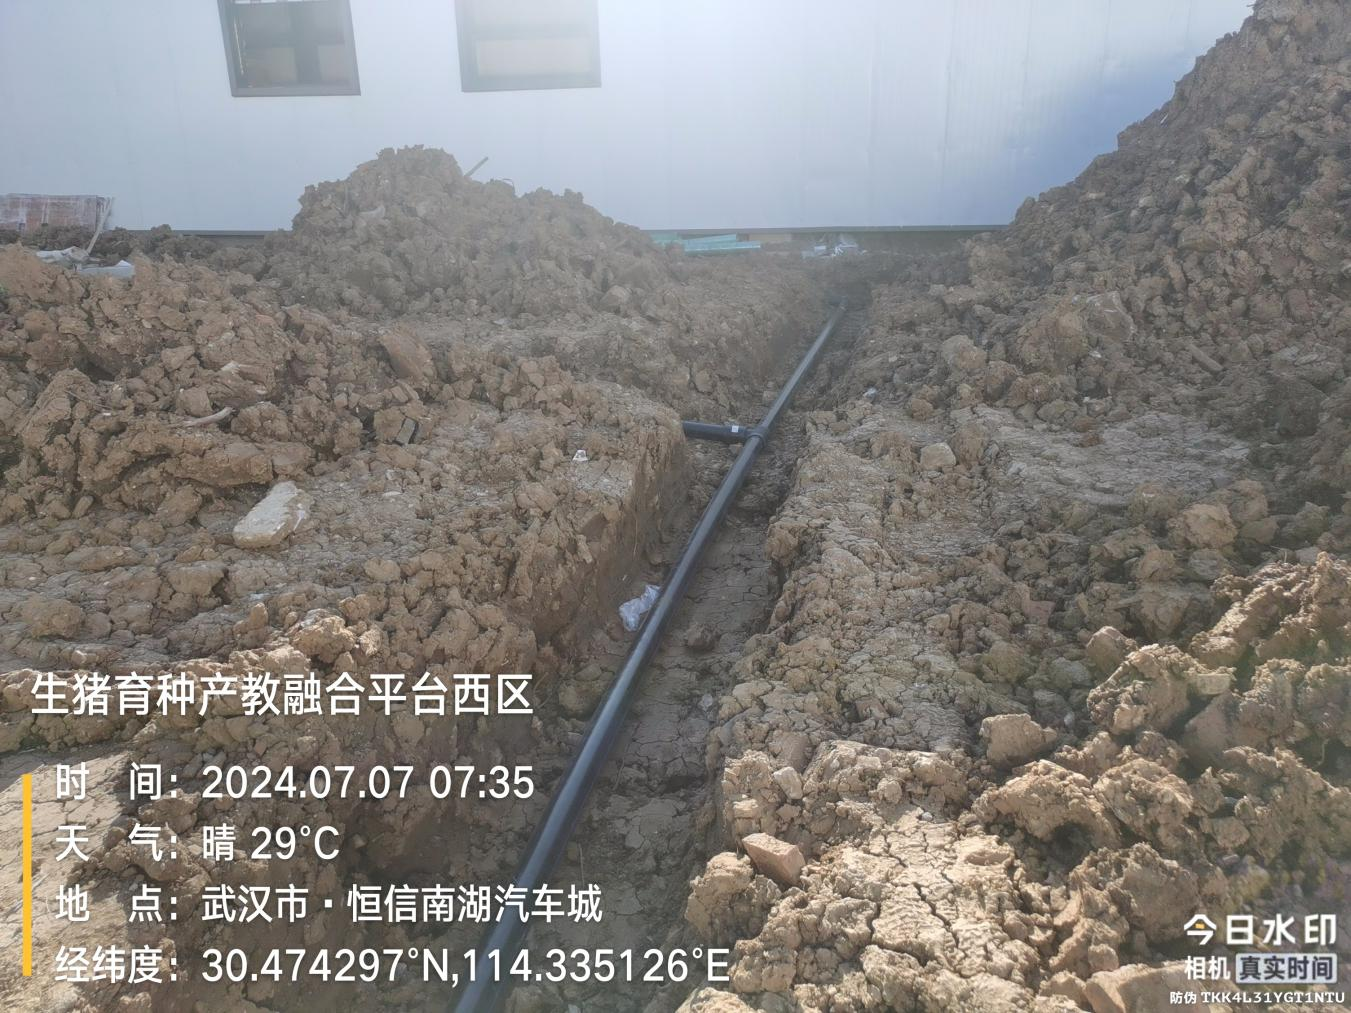 生猪育种产教融合平台西区
时 间：2024.07.07 07:35
天 气：晴 29°C
地 点：武汉市·恒信南湖汽车城
经纬度：30.474297°N,114.335126°E
今日水印
相机 真实时间
防伪 TKK4L31YGT1NTU